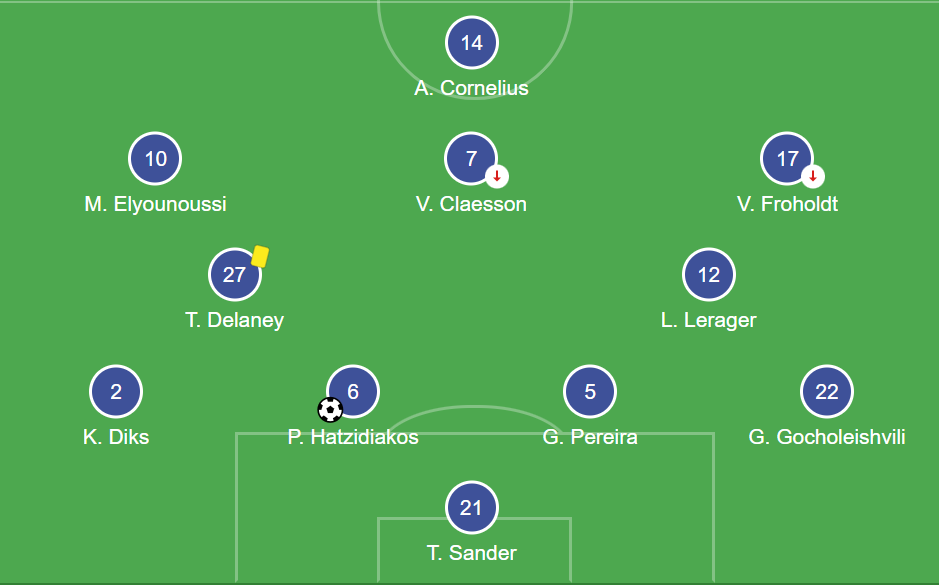 14
A. Cornelius
10
7
17
M. Elyounoussi
V. Claesson
V. Froholdt
27
12
T. Delaney
L. Lerager
2
6
5
22
K. Diks
P. Hatzidiakos
G. Pereira
G. Gocholeishvili
21
T. Sander